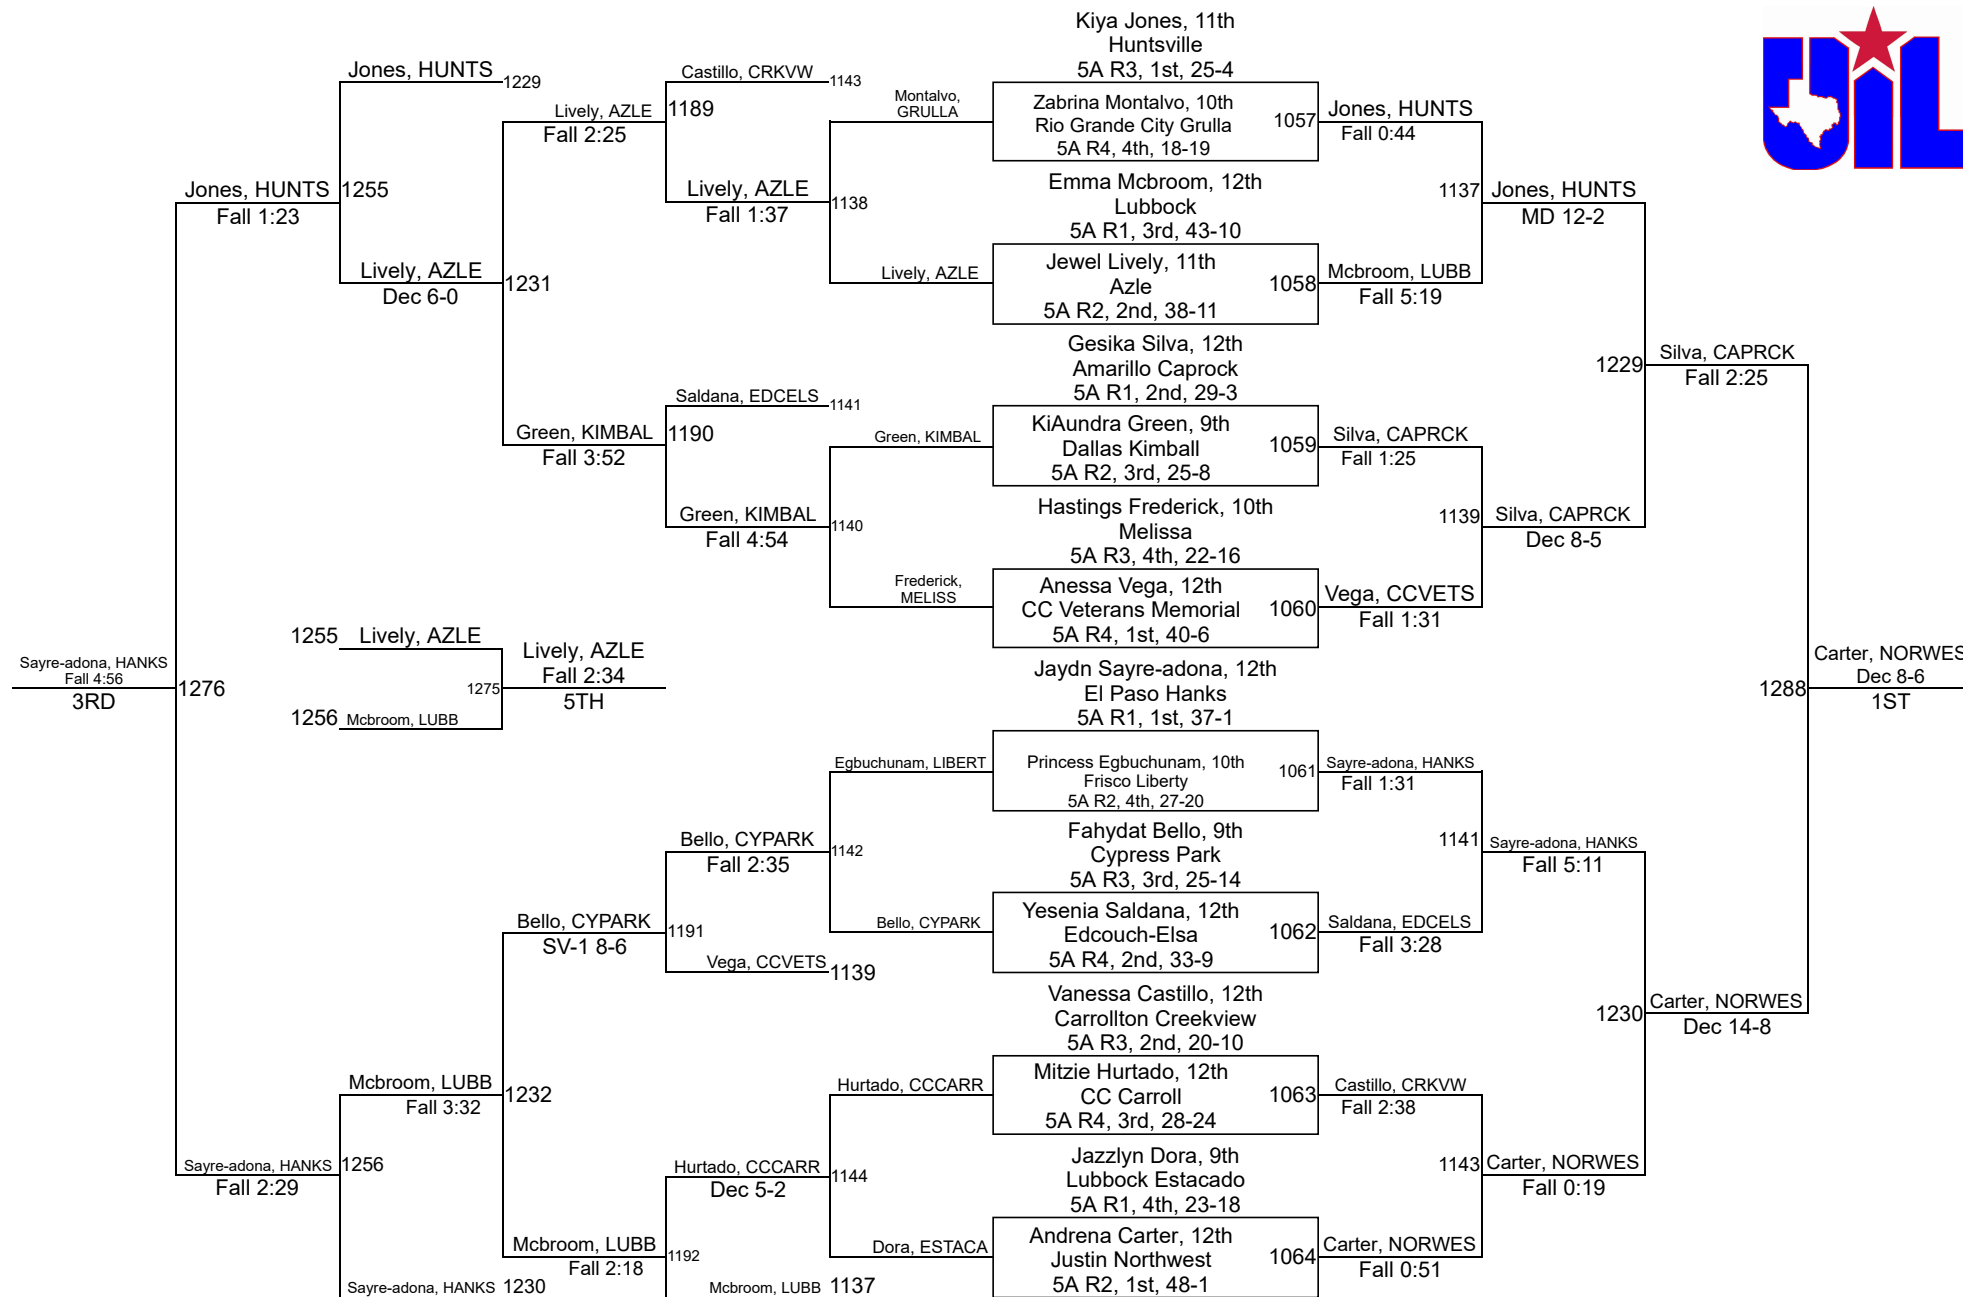 Kiya Jones, 11th
Huntsville
5A R3, 1st, 25-4
Zabrina Montalvo, 10th
Rio Grande City Grulla
5A R4, 4th, 18-19
1057
Emma Mcbroom, 12th
Lubbock
5A R1, 3rd, 43-10
Jewel Lively, 11th
Azle
5A R2, 2nd, 38-11
1058
Gesika Silva, 12th
Amarillo Caprock
5A R1, 2nd, 29-3
KiAundra Green, 9th
Dallas Kimball
5A R2, 3rd, 25-8
1059
Hastings Frederick, 10th
Melissa
5A R3, 4th, 22-16
Anessa Vega, 12th
CC Veterans Memorial
5A R4, 1st, 40-6
1060
Jaydn Sayre-adona, 12th
El Paso Hanks
5A R1, 1st, 37-1
Princess Egbuchunam, 10th
Frisco Liberty
5A R2, 4th, 27-20
1061
Fahydat Bello, 9th
Cypress Park
5A R3, 3rd, 25-14
Yesenia Saldana, 12th
Edcouch-Elsa
5A R4, 2nd, 33-9
1062
Vanessa Castillo, 12th
Carrollton Creekview
5A R3, 2nd, 20-10
Mitzie Hurtado, 12th
CC Carroll
5A R4, 3rd, 28-24
1063
Jazzlyn Dora, 9th
Lubbock Estacado
5A R1, 4th, 23-18
Andrena Carter, 12th
Justin Northwest
5A R2, 1st, 48-1
1064
Jones, HUNTS
Fall 0:44
1137
Mcbroom, LUBB
Fall 5:19
Silva, CAPRCK
Fall 1:25
1139
Vega, CCVETS
Fall 1:31
Sayre-adona, HANKS
Fall 1:31
1141
Saldana, EDCELS
Fall 3:28
Castillo, CRKVW
Fall 2:38
1143
Carter, NORWES
Fall 0:51
Jones, HUNTS
MD 12-2
1229
Silva, CAPRCK
Dec 8-5
Sayre-adona, HANKS
Fall 5:11
1230
Carter, NORWES
Fall 0:19
Silva, CAPRCK
Fall 2:25
1288
Carter, NORWES
Dec 14-8
Carter, NORWES
Dec 8-6
1ST
UIL
Montalvo,
GRULLA
1138
Lively, AZLE
Green, KIMBAL
1140
Frederick,
MELISS
Egbuchunam, LIBERT
1142
Bello, CYPARK
Hurtado, CCCARR
1144
Dora, ESTACA
Castillo, CRKVW
1143
1189
Lively, AZLE
Fall 1:37
Saldana, EDCELS
1141
1190
Green, KIMBAL
Fall 4:54
Bello, CYPARK
Fall 2:35
1191
Vega, CCVETS
1139
Hurtado, CCCARR
Dec 5-2
1192
Mcbroom, LUBB
1137
Lively, AZLE
Fall 2:25
1231
Green, KIMBAL
Fall 3:52
Bello, CYPARK
SV-1 8-6
1232
Mcbroom, LUBB
Fall 2:18
Jones, HUNTS
1229
1255
Lively, AZLE
Dec 6-0
Mcbroom, LUBB
Fall 3:32
1256
Sayre-adona, HANKS
1230
Jones, HUNTS
Fall 1:23
1276
Sayre-adona, HANKS
Fall 2:29
Sayre-adona, HANKS
Fall 4:56
3RD
1255
Lively, AZLE
1275
1256
Mcbroom, LUBB
Lively, AZLE
Fall 2:34
5TH